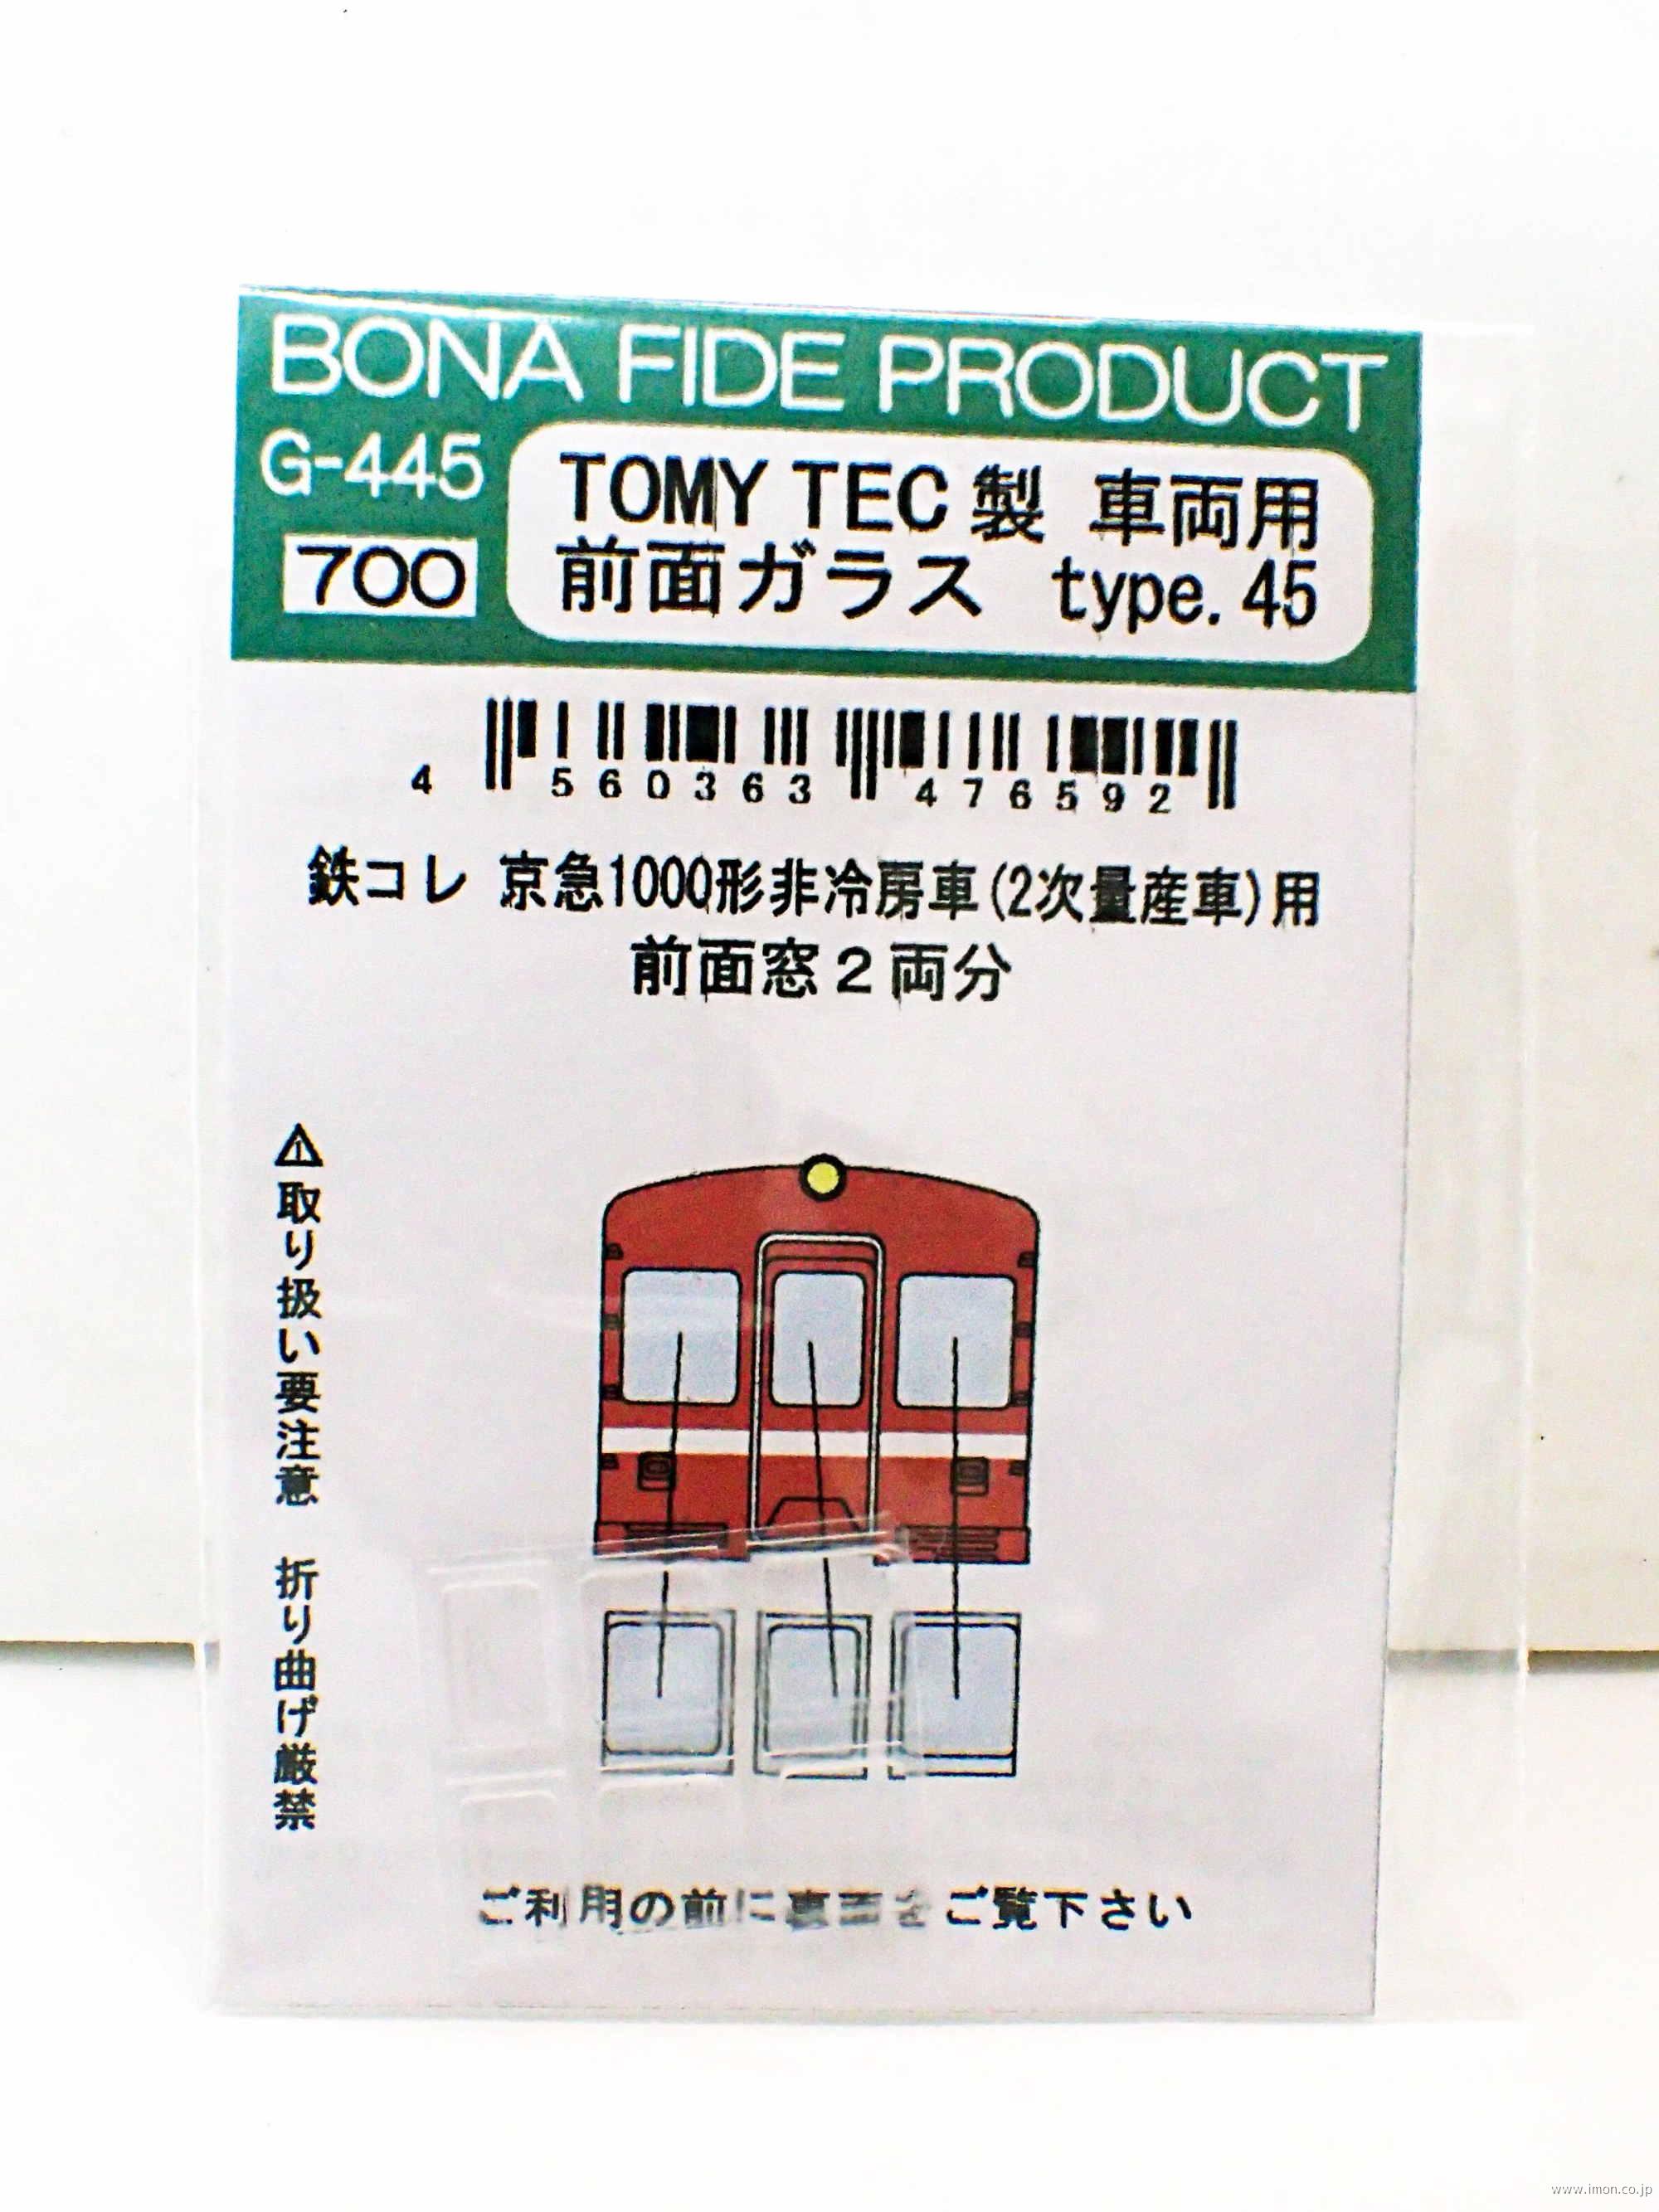 BONA FIDE PRODUCT
G-445
700
TOMY TEC製 車両用
前面ガラス type.45
4 560363 476592
鉄コレ 京急1000形非冷房車(2次量産車)用
前面窓２両分
⚠取り扱い要注意 折り曲げ厳禁
ご利用の前に裏面をご覧下さい
www.imon.co.jp